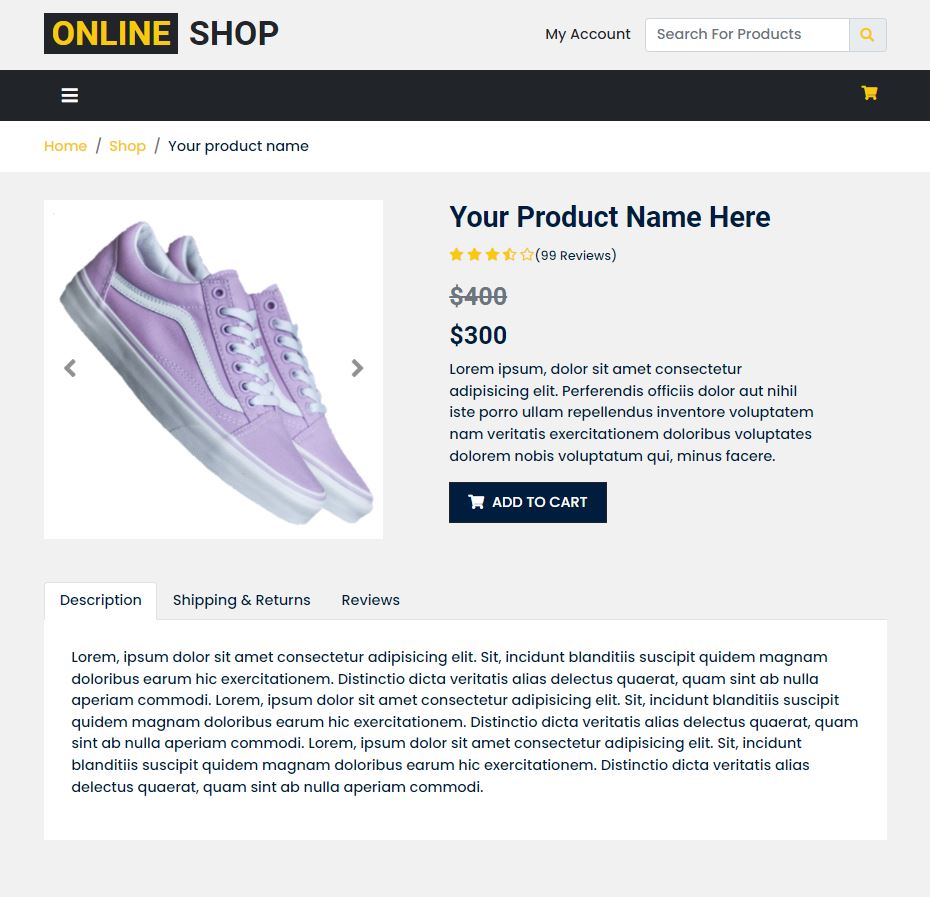 ONLINE SHOP
My Account
Search For Products
Home / Shop / Your product name
Your Product Name Here
(99 Reviews)
$400
$300
Lorem ipsum, dolor sit amet consectetur
adipisicing elit. Perferendis officiis dolor aut nihil
iste porro ullam repellendus inventore voluptatem
nam veritatis exercitationem doloribus voluptates
dolorem nobis voluptatum qui, minus facere.
ADD TO CART
Description
Shipping & Returns
Reviews
Lorem, ipsum dolor sit amet consectetur adipisicing elit. Sit, incidunt blanditiis suscipit quidem magnam
doloribus earum hic exercitationem. Distinctio dicta veritatis alias delectus quaerat, quam sint ab nulla
aperiam commodi. Lorem, ipsum dolor sit amet consectetur adipisicing elit. Sit, incidunt blanditiis suscipit
quidem magnam doloribus earum hic exercitationem. Distinctio dicta veritatis alias delectus quaerat, quam
sint ab nulla aperiam commodi. Lorem, ipsum dolor sit amet consectetur adipisicing elit. Sit, incidunt
blanditiis suscipit quidem magnam doloribus earum hic exercitationem. Distinctio dicta veritatis alias
delectus quaerat, quam sint ab nulla aperiam commodi.